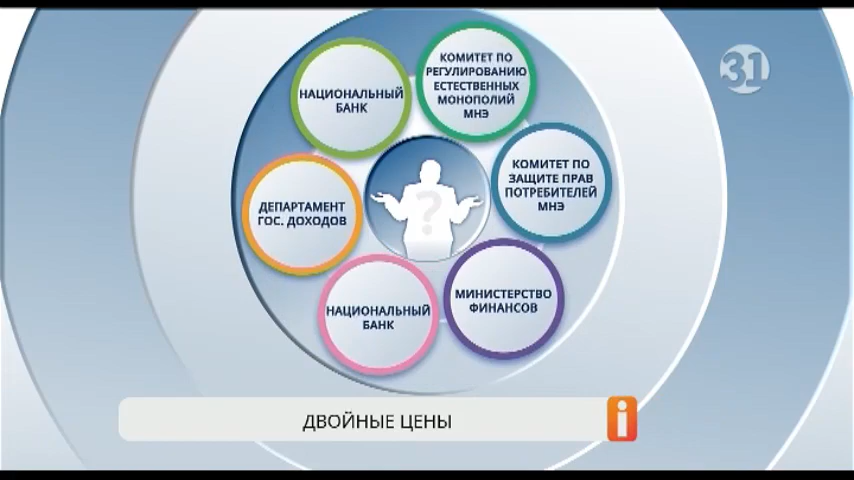 31
КОМИТЕТ ПО
РЕГУЛИРОВАНИЮ
ЕСТЕСТВЕННЫХ
МОНОПОЛИЙ
МНЭ
НАЦИОНАЛЬНЫЙ
БАНК
КОМИТЕТ ПО
ЗАЩИТЕ ПРАВ
ПОТРЕБИТЕЛЕЙ
МНЭ
ДЕПАРТАМЕНТ
ГОС. ДОХОДОВ
?
МИНИСТЕРСТВО
ФИНАНСОВ
НАЦИОНАЛЬНЫЙ
БАНК
ДВОЙНЫЕ ЦЕНЫ
i